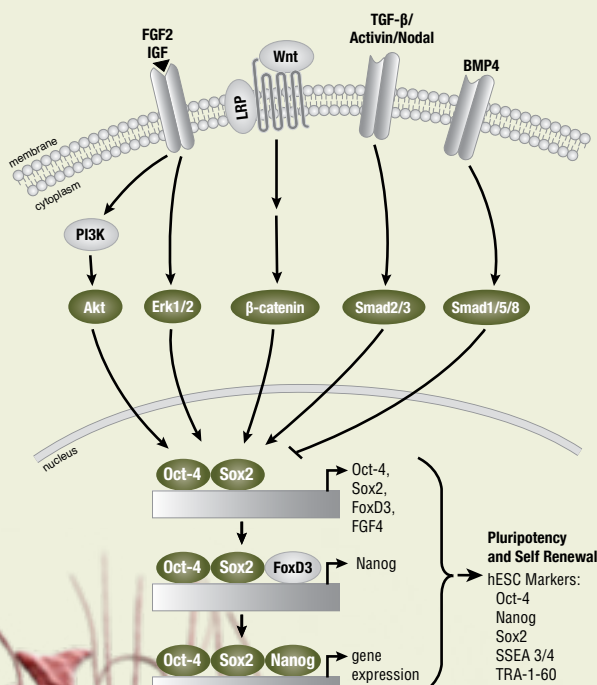 FGF2
IGF
Wnt
LRP
TGF-β/
Activin/Nodal
BMP4
membrane
cytoplasm
PI3K
Akt
Erk1/2
β-catenin
Smad2/3
Smad1/5/8
nucleus
Oct-4
Sox2
Oct-4,
Sox2,
FoxD3,
FGF4
Oct-4
Sox2
FoxD3
Nanog
Oct-4
Sox2
Nanog
gene
expression
Pluripotency
and Self Renewal
hESC Markers:
Oct-4
Nanog
Sox2
SSEA 3/4
TRA-1-60